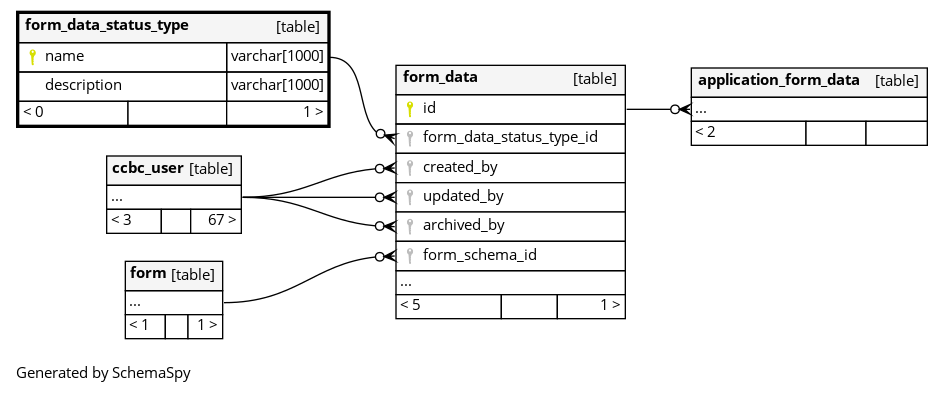 form_data_status_type [table]
name varchar[1000]
description varchar[1000]
< 0 1 >
ccbc_user [table]
...
< 3 67 >
form [table]
...
< 1 1 >
form_data [table]
id
form_data_status_type_id
created_by
updated_by
archived_by
form_schema_id
...
< 5 1 >
application_form_data [table]
...
< 2
Generated by SchemaSpy